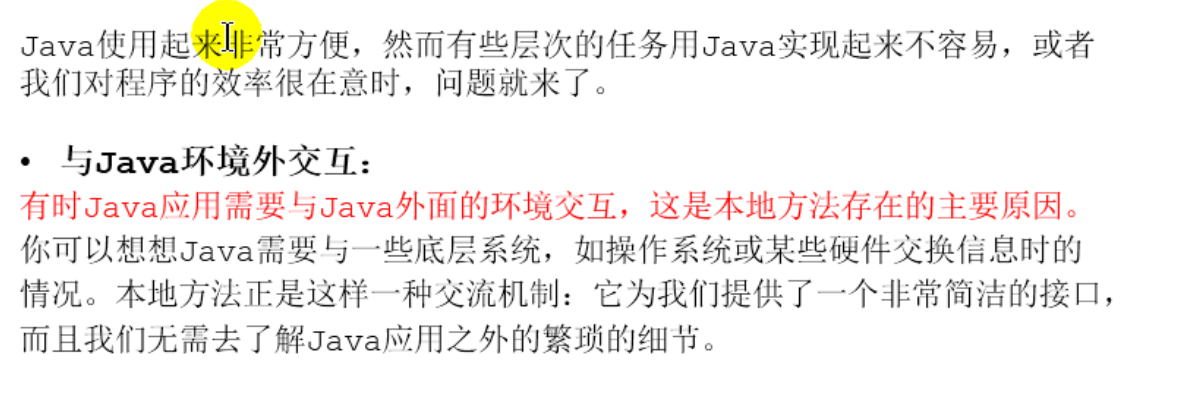 Java使用起来非常方便，然而有些层次的任务用Java实现起来不容易，或者
我们对程序的效率很在意时，问题就来了。
• 与Java环境外交互：
有时Java应用需要与Java外面的环境交互，这是本地方法存在的主要原因。
你可以想想Java需要与一些底层系统，如操作系统或某些硬件交换信息时的
情况。本地方法正是这样一种交流机制：它为我们提供了一个非常简洁的接口，
而且我们无需去了解Java应用之外的繁琐的细节。